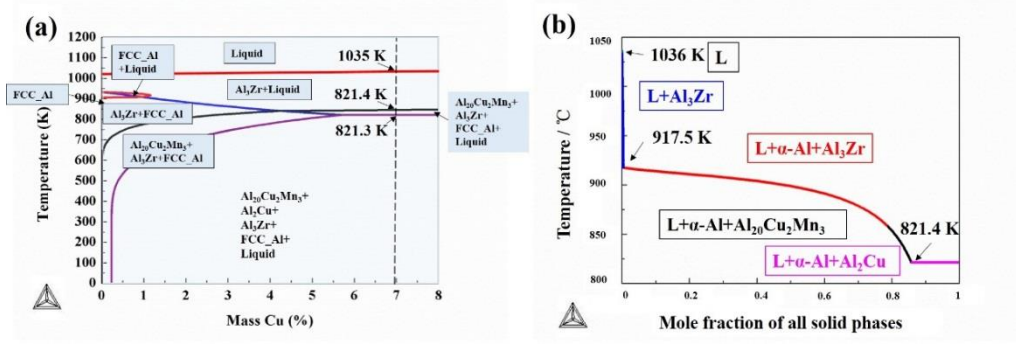 (a)
1200
1100
1000
900
800
700
600
500
400
300
200
100
0
Temperature (K)
0
1
2
3
4
5
6
7
8
Mass Cu (%)
FCC_Al
+Liquid
Liquid
1035 K
FCC_Al
Al3Zr+Liquid
821.4 K
Al3Zr+FCC_Al
821.3 K
Al20Cu2Mn3+
Al3Zr+
FCC_Al+
Liquid
Al20Cu2Mn3+
Al3Zr+FCC_Al
Al20Cu2Mn3+
Al2Cu+
Al3Zr+
FCC_Al+
Liquid
(b)
1050
1000
950
900
850
800
Temperature / ℃
0
0.2
0.4
0.6
0.8
1
Mole fraction of all solid phases
1036 K
L
L+Al3Zr
917.5 K
L+α-Al+Al3Zr
L+α-Al+Al20Cu2Mn3
821.4 K
L+α-Al+Al2Cu